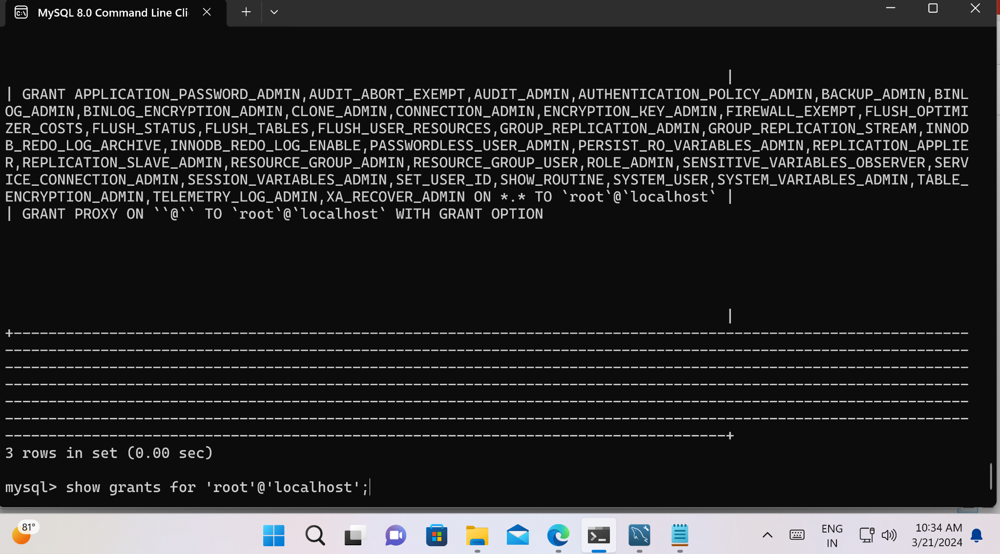 MySQL 8.0 Command Line Cli
|
| GRANT APPLICATION_PASSWORD_ADMIN,AUDIT_ABORT_EXEMPT,AUDIT_ADMIN,AUTHENTICATION_POLICY_ADMIN,BACKUP_ADMIN,BINL
OG_ADMIN,BINLOG_ENCRYPTION_ADMIN,CLONE_ADMIN,CONNECTION_ADMIN,ENCRYPTION_KEY_ADMIN,FIREWALL_EXEMPT,FLUSH_OPTIMI
ZER_COSTS,FLUSH_STATUS,FLUSH_TABLES,FLUSH_USER_RESOURCES,GROUP_REPLICATION_ADMIN,GROUP_REPLICATION_STREAM,INNOD
B_REDO_LOG_ARCHIVE,INNODB_REDO_LOG_ENABLE,PASSWORDLESS_USER_ADMIN,PERSIST_RO_VARIABLES_ADMIN,REPLICATION_APPLIE
R,REPLICATION_SLAVE_ADMIN,RESOURCE_GROUP_ADMIN,RESOURCE_GROUP_USER,ROLE_ADMIN,SENSITIVE_VARIABLES_OBSERVER,SERV
ICE_CONNECTION_ADMIN,SESSION_VARIABLES_ADMIN,SET_USER_ID,SHOW_ROUTINE,SYSTEM_USER,SYSTEM_VARIABLES_ADMIN,TABLE_
ENCRYPTION_ADMIN,TELEMETRY_LOG_ADMIN,XA_RECOVER_ADMIN ON *.* TO `root`@`localhost` |
| GRANT PROXY ON ``@`` TO `root`@`localhost` WITH GRANT OPTION
|
+---------------------------------------------------------------------------------------------------------------
---------------------------------------------------------------------------------------------------------------
---------------------------------------------------------------------------------------------------------------
---------------------------------------------------------------------------------------------------------------
---------------------------------------------------------------------------------------------------------------
---------------------------------------------------------------------------------------------------------------
-----------------------------------------------------------------------------------+
3 rows in set (0.00 sec)
mysql> show grants for 'root'@'localhost';
81°
ENG
IN
10:34 AM
3/21/2024